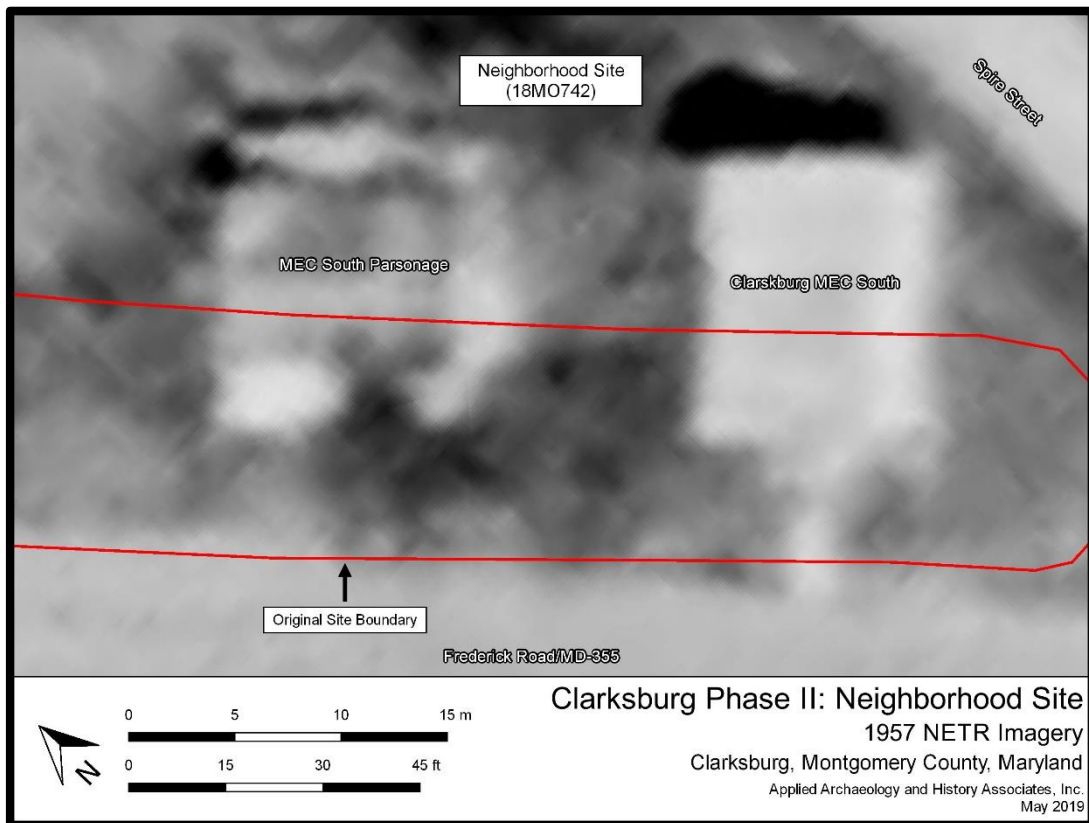 Neighborhood Site
(18MO742)
Spire Street
MEC South Parsonage
Clarskburg MEC South
Original Site Boundary
Frederick Road/MD-355
0 5 10 15 m
0 15 30 45 ft
N
Clarksburg Phase II: Neighborhood Site
1957 NETR Imagery
Clarksburg, Montgomery County, Maryland
Applied Archaeology and History Associates, Inc.
May 2019